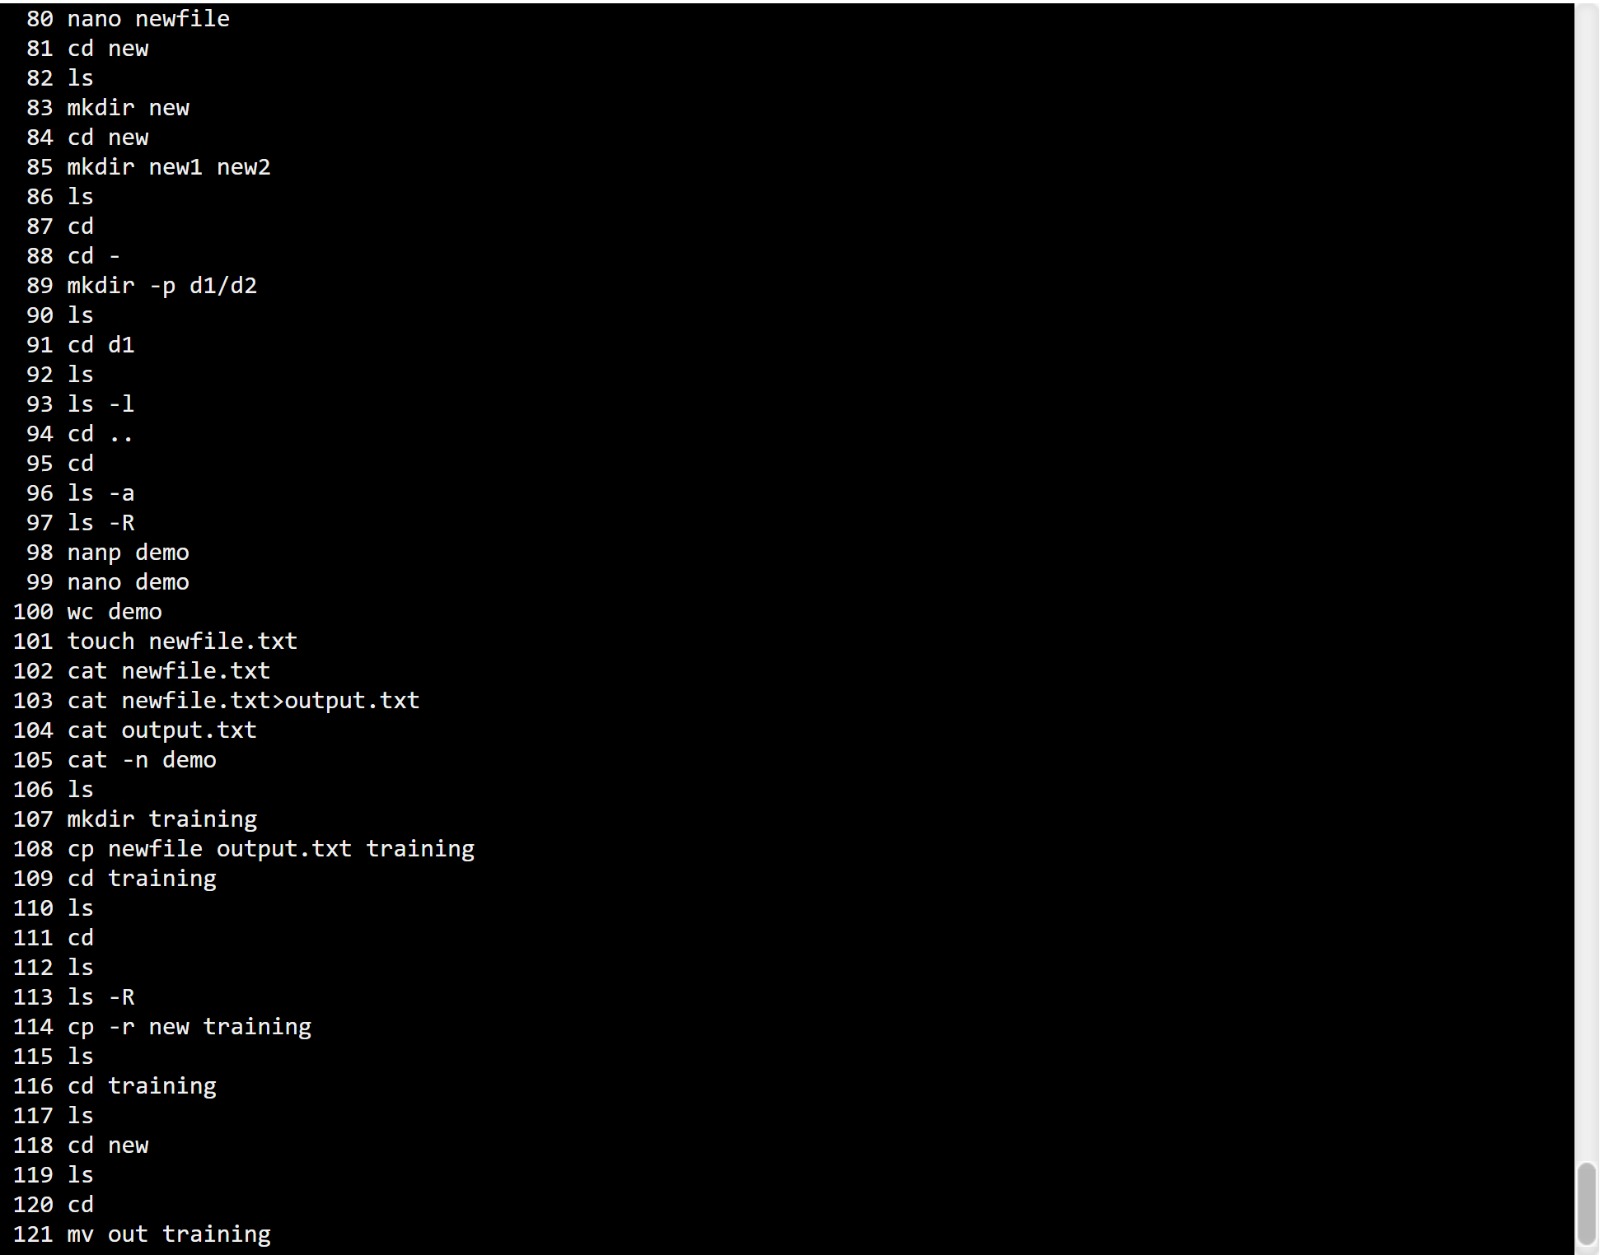 80 nano newfile
81 cd new
82 ls
83 mkdir new
84 cd new
85 mkdir new1 new2
86 ls
87 cd
88 cd -
89 mkdir -p d1/d2
90 ls
91 cd d1
92 ls
93 ls -l
94 cd ..
95 cd
96 ls -a
97 ls -R
98 nanp demo
99 nano demo
100 wc demo
101 touch newfile.txt
102 cat newfile.txt
103 cat newfile.txt>output.txt
104 cat output.txt
105 cat -n demo
106 ls
107 mkdir training
108 cp newfile output.txt training
109 cd training
110 ls
111 cd
112 ls
113 ls -R
114 cp -r new training
115 ls
116 cd training
117 ls
118 cd new
119 ls
120 cd
121 mv out training